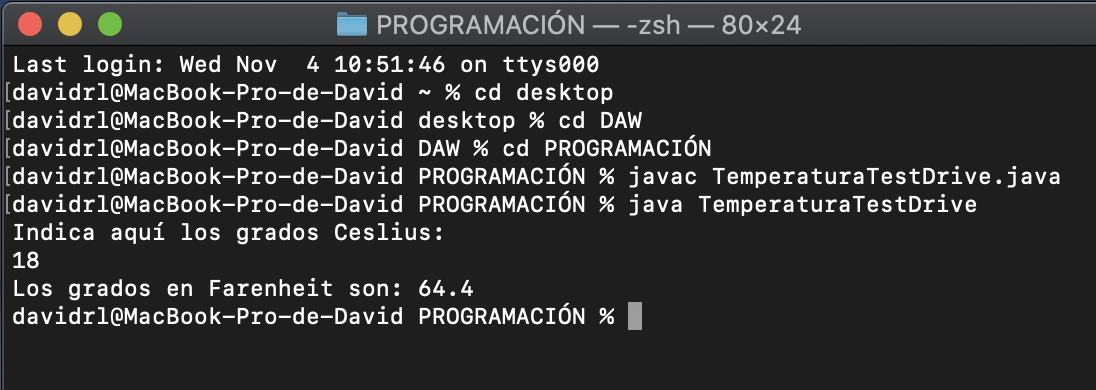 PROGRAMACIÓN — -zsh — 80×24
Last login: Wed Nov  4 10:51:46 on ttys000
[davidrl@MacBook-Pro-de-David ~ % cd desktop
[davidrl@MacBook-Pro-de-David desktop % cd DAW
[davidrl@MacBook-Pro-de-David DAW % cd PROGRAMACIÓN
[davidrl@MacBook-Pro-de-David PROGRAMACIÓN % javac TemperaturaTestDrive.java
[davidrl@MacBook-Pro-de-David PROGRAMACIÓN % java TemperaturaTestDrive
Indica aquí los grados Ceslius:
18
Los grados en Farenheit son: 64.4
davidrl@MacBook-Pro-de-David PROGRAMACIÓN %